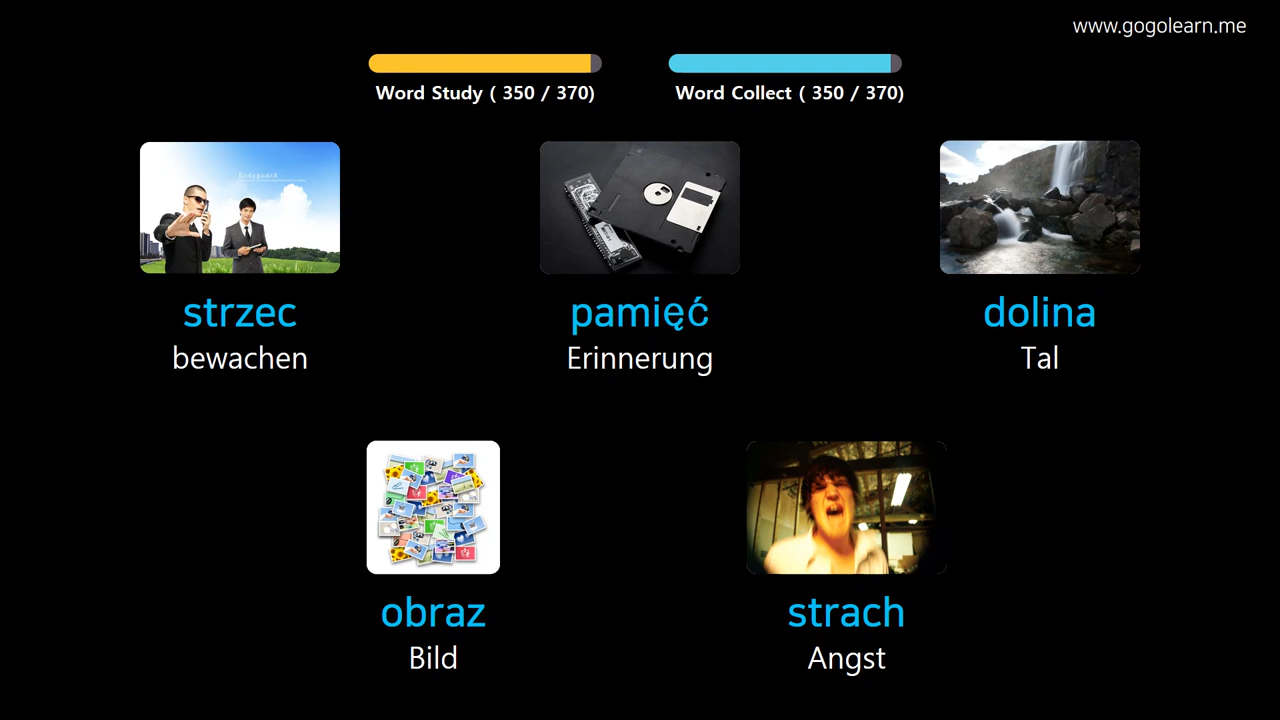 www.gogolearn.me
Word Study ( 350 / 370)
Word Collect ( 350 / 370)
Bodyguard
strzec
bewachen
pamięć
Erinnerung
dolina
Tal
obraz
Bild
strach
Angst